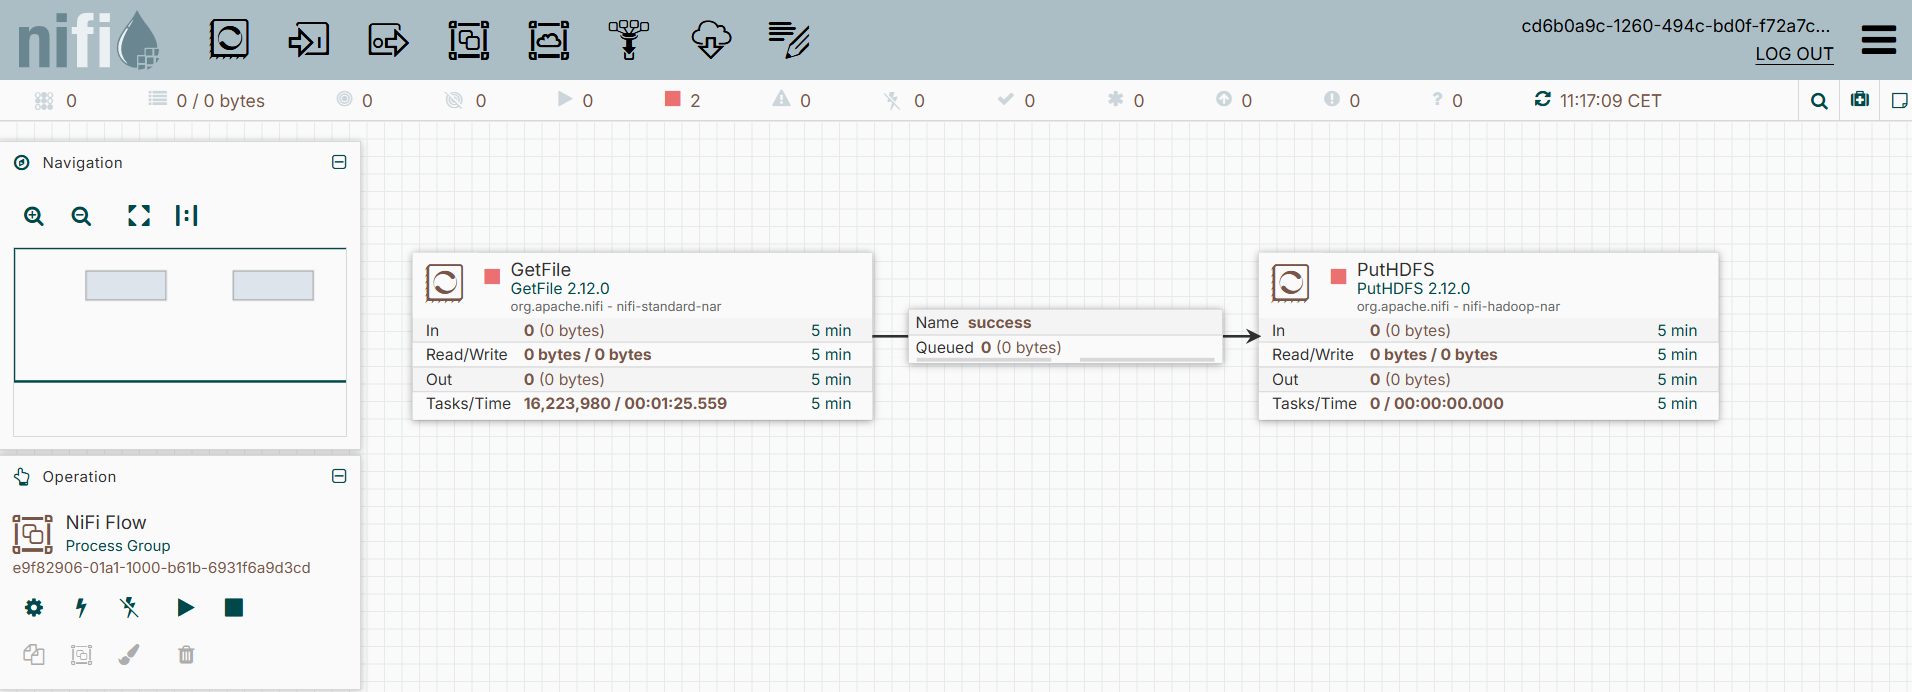 nifi
cd6b0a9c-1260-494c-bd0f-f72a7c...
LOG OUT
0
0 / 0 bytes
0
0
0
2
0
0
0
0
0
0
0
11:17:09 CET
Navigation
Operation
NiFi Flow
Process Group
e9f82906-01a1-1000-b61b-6931f6a9d3cd
GetFile
GetFile 2.12.0
org.apache.nifi - nifi-standard-nar
In 0 (0 bytes) 5 min
Read/Write 0 bytes / 0 bytes 5 min
Out 0 (0 bytes) 5 min
Tasks/Time 16,223,980 / 00:01:25.559 5 min
Name success
Queued 0 (0 bytes)
PutHDFS
PutHDFS 2.12.0
org.apache.nifi - nifi-hadoop-nar
In 0 (0 bytes) 5 min
Read/Write 0 bytes / 0 bytes 5 min
Out 0 (0 bytes) 5 min
Tasks/Time 0 / 00:00:00.000 5 min